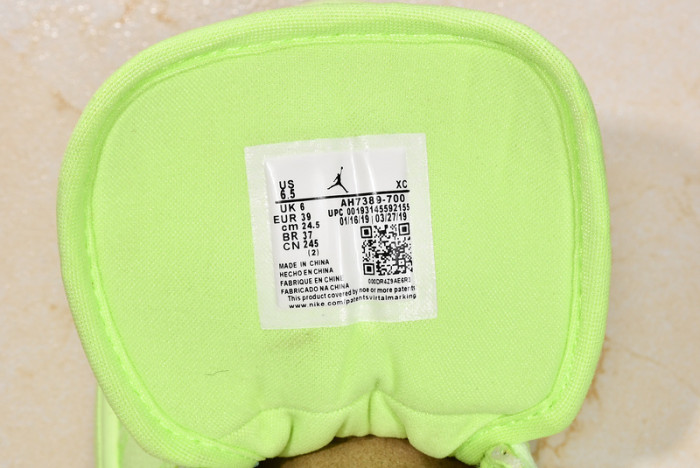 US
6.5 XC
UK 6 AH7389-700
EUR 39 UPC 00193145592155
cm 24.5 01/16/19 | 03/27/19
BR 37
CN 245
(2)
MADE IN CHINA
HECHO EN CHINA
FABRIQUE EN CHINE
FABRICADO NA CHINA
This product covered by noe or more patents
www.nike.com/patentsvirtalmarking